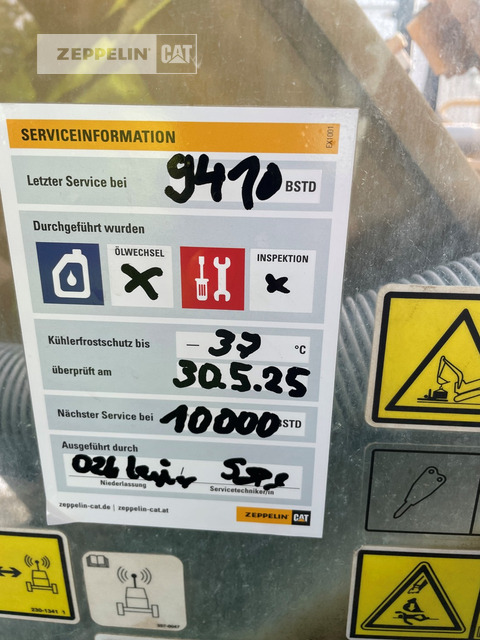 ZEPPELIN CAT
SERVICEINFORMATION
EX1001
Letzter Service bei 9410 BSTD
Durchgeführt wurden
ÖLWECHSEL X
INSPEKTION x
Kühlerfrostschutz bis – 37 °C
überprüft am 30.5.25
Nächster Service bei 10000 BSTD
Ausgeführt durch
026
Niederlassung Servicetechniker/in
zeppelin-cat.de | zeppelin-cat.at
ZEPPELIN CAT
230-1341 1